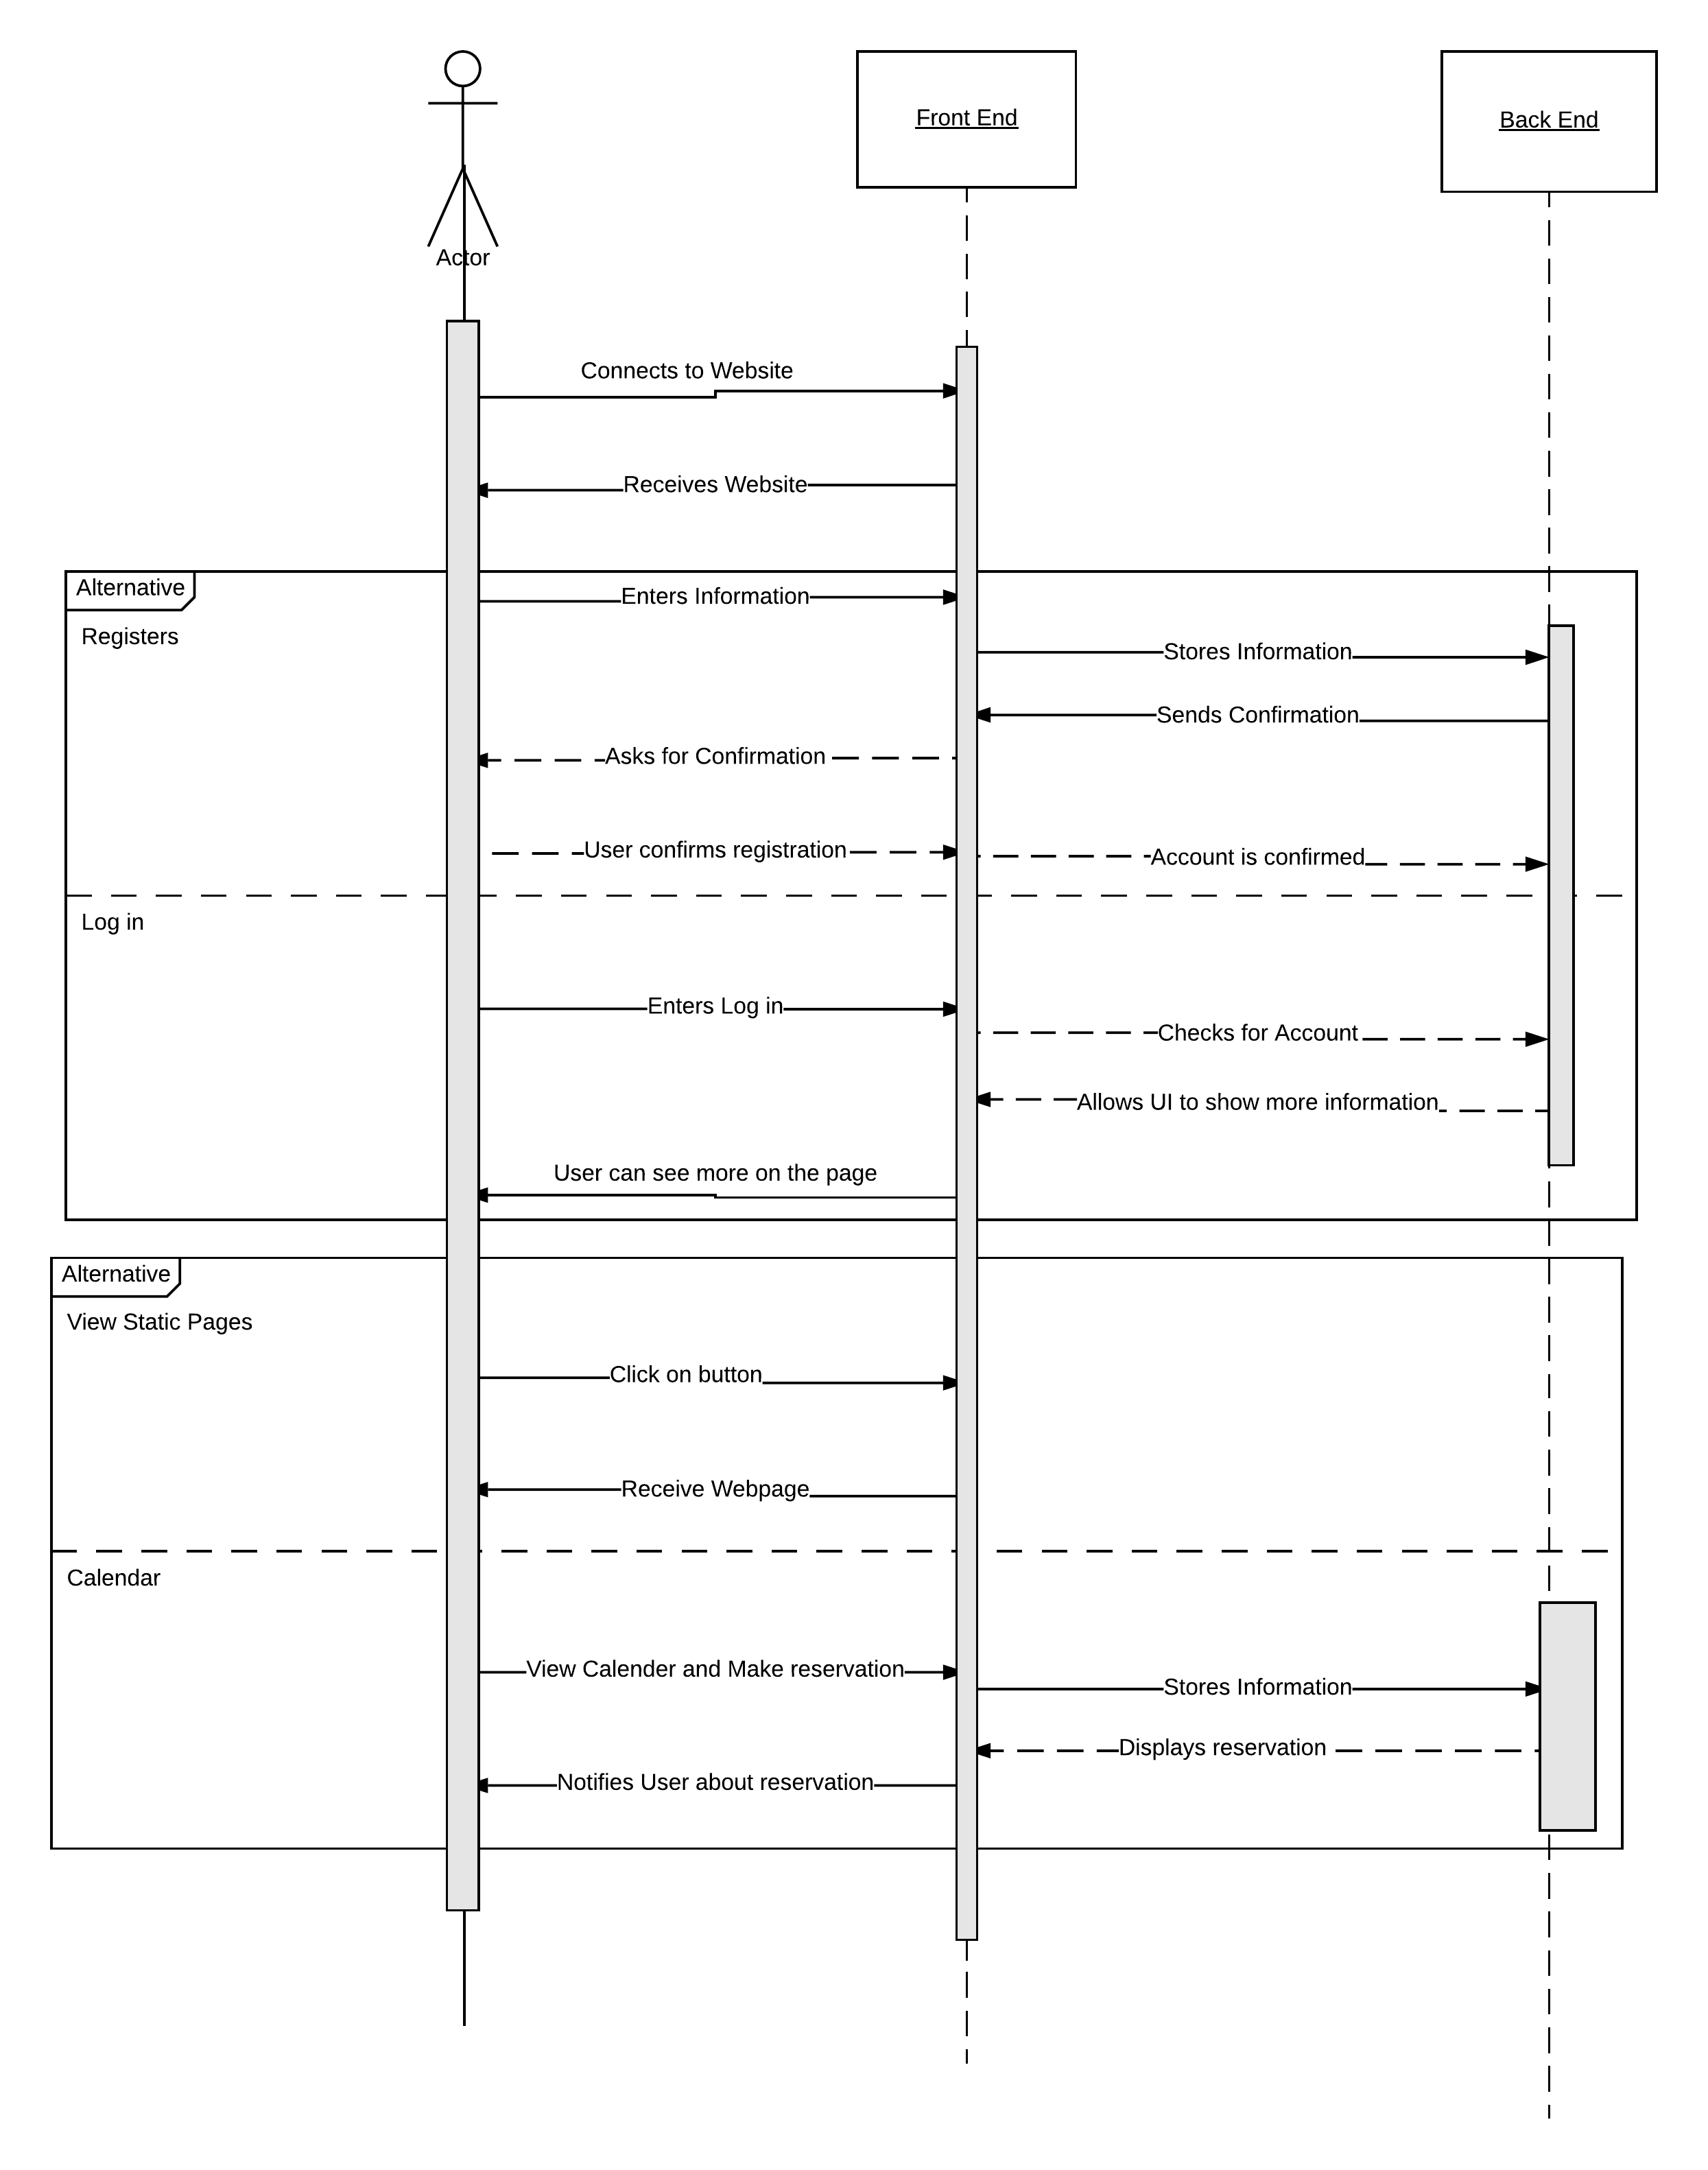 Front End
Back End
Actor
Connects to Website
Receives Website
Alternative
Enters Information
Registers
Stores Information
Sends Confirmation
Asks for Confirmation
User confirms registration
Account is confirmed
Log in
Enters Log in
Checks for Account
Allows UI to show more information
User can see more on the page
Alternative
View Static Pages
Click on button
Receive Webpage
Calendar
View Calender and Make reservation
Stores Information
Displays reservation
Notifies User about reservation